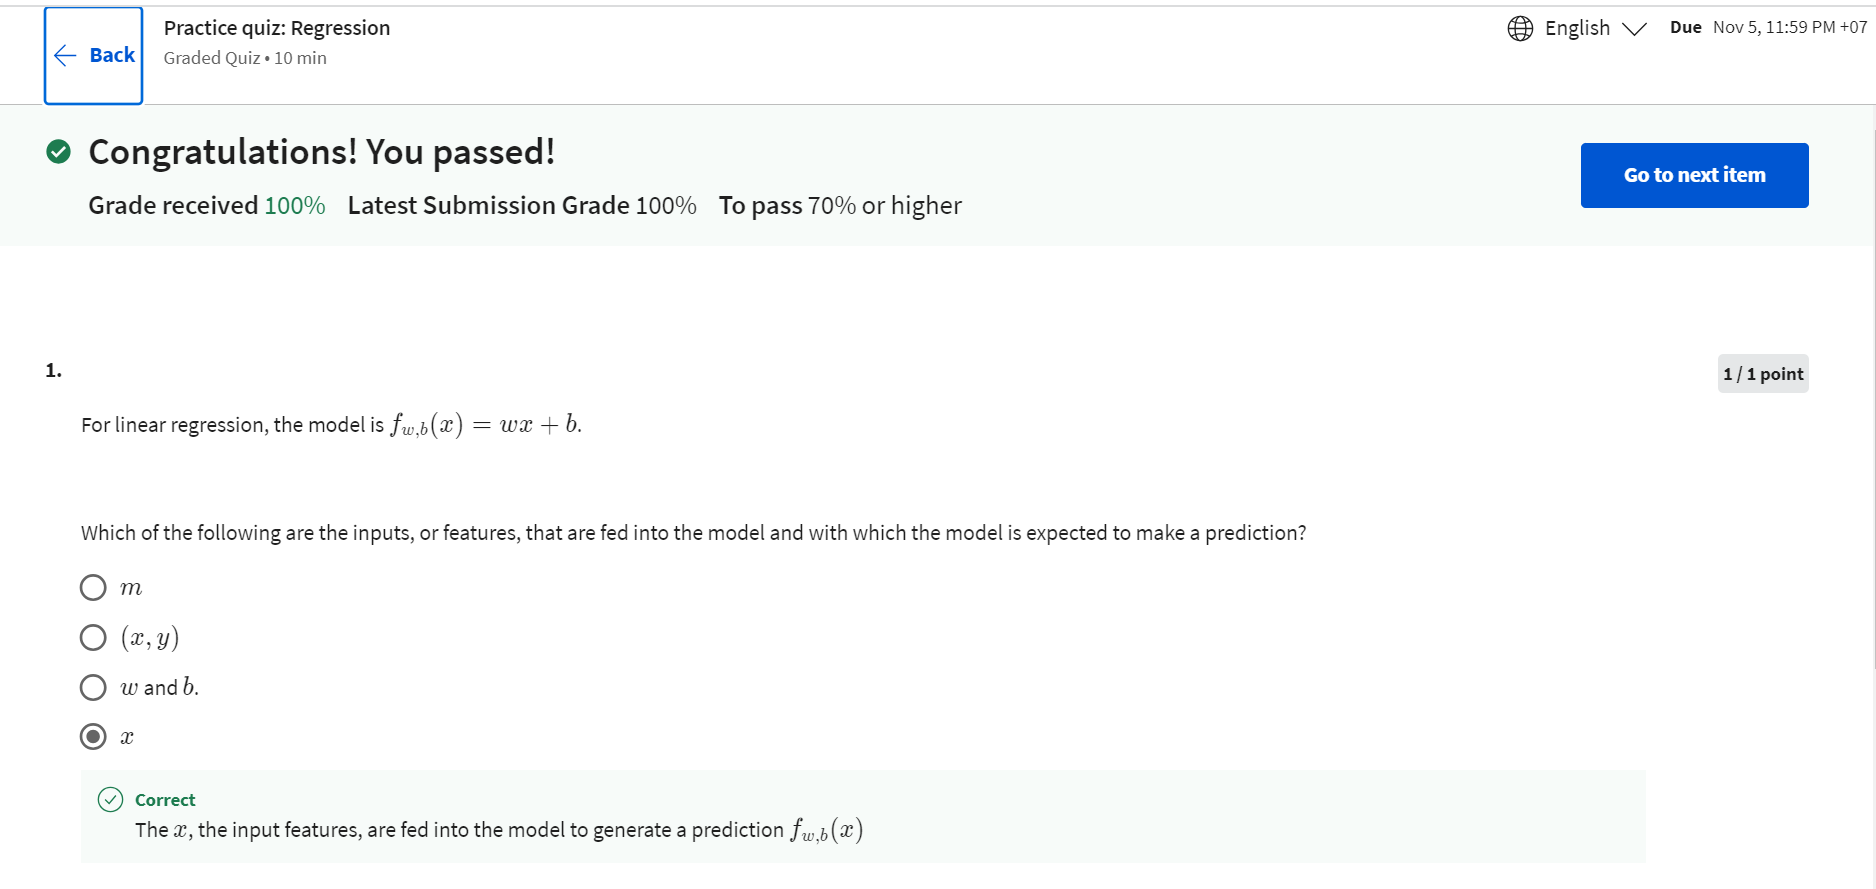 Back
Practice quiz: Regression
Graded Quiz • 10 min
English
Due Nov 5, 11:59 PM +07
Congratulations! You passed!
Grade received 100% Latest Submission Grade 100% To pass 70% or higher
Go to next item
1.
1 / 1 point
For linear regression, the model is f_{w,b}(x) = wx + b.
Which of the following are the inputs, or features, that are fed into the model and with which the model is expected to make a prediction?
m
(x, y)
w and b.
x
Correct
The x, the input features, are fed into the model to generate a prediction f_{w,b}(x)